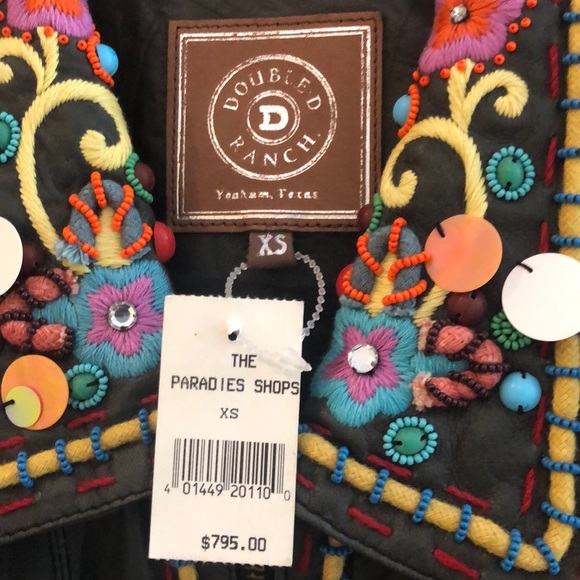 DOUBLE D
RANCH.
D
Yoakum, Texas
XS
THE
PARADIES SHOPS
XS
4 01449 20110 0
$795.00